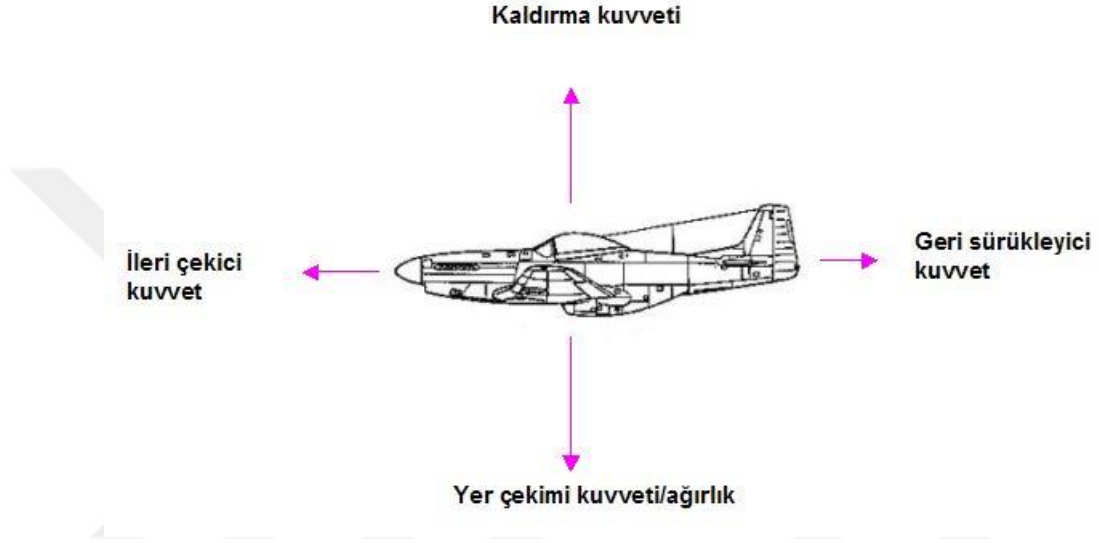 Kaldırma kuvveti
İleri çekici
kuvvet
Geri sürükleyici
kuvvet
Yer çekimi kuvveti/ağırlık